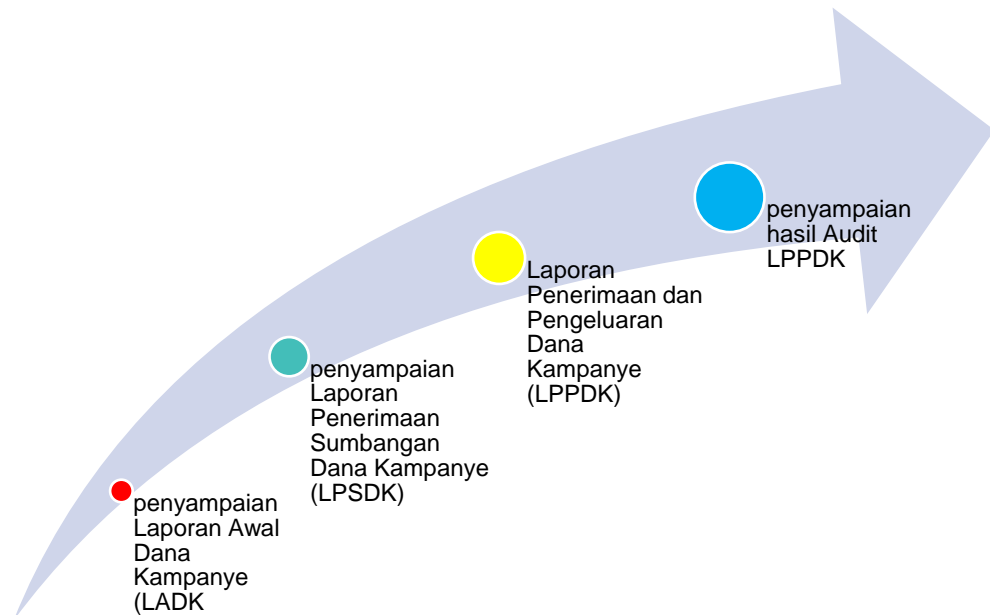 penyampaian
Laporan Awal
Dana
Kampanye
(LADK
penyampaian
Laporan
Penerimaan
Sumbangan
Dana Kampanye
(LPSDK)
Laporan
Penerimaan dan
Pengeluaran
Dana
Kampanye
(LPPDK)
penyampaian
hasil Audit
LPPDK